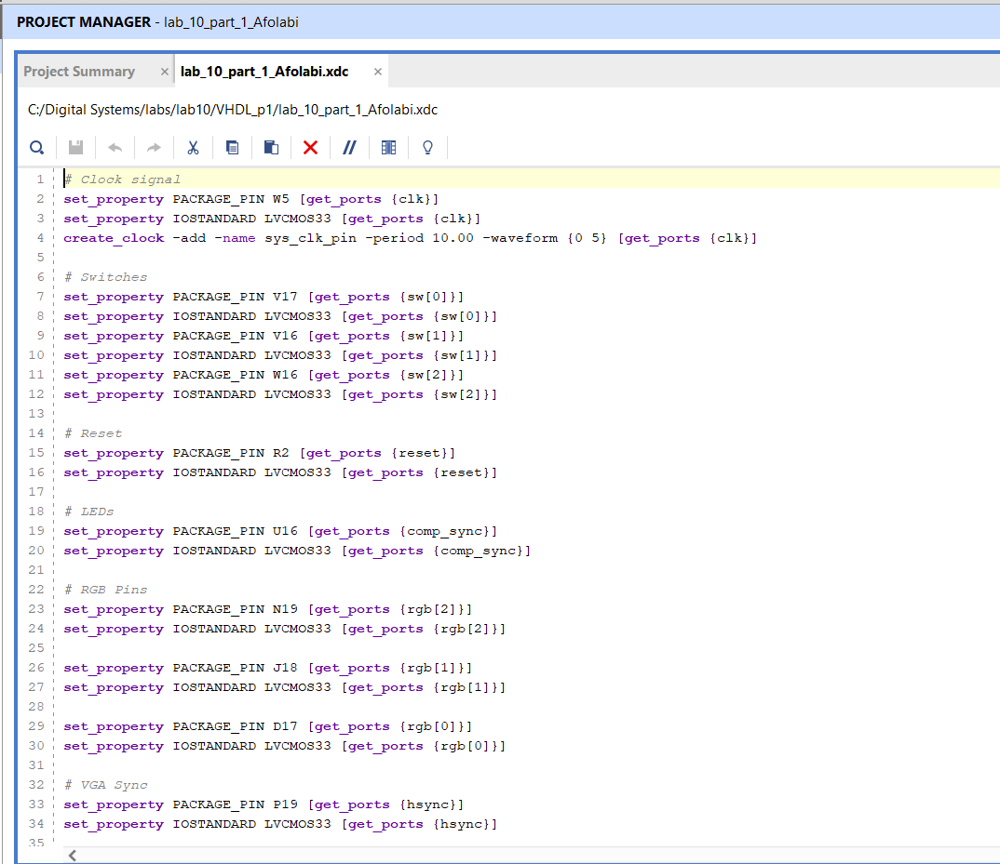 PROJECT MANAGER - lab_10_part_1_Afolabi
Project Summary × lab_10_part_1_Afolabi.xdc ×
C:/Digital Systems/labs/lab10/VHDL_p1/lab_10_part_1_Afolabi.xdc
1 # Clock signal
2 set_property PACKAGE_PIN W5 [get_ports {clk}]
3 set_property IOSTANDARD LVCMOS33 [get_ports {clk}]
4 create_clock -add -name sys_clk_pin -period 10.00 -waveform {0 5} [get_ports {clk}]
5
6 # Switches
7 set_property PACKAGE_PIN V17 [get_ports {sw[0]}]
8 set_property IOSTANDARD LVCMOS33 [get_ports {sw[0]}]
9 set_property PACKAGE_PIN V16 [get_ports {sw[1]}]
10 set_property IOSTANDARD LVCMOS33 [get_ports {sw[1]}]
11 set_property PACKAGE_PIN W16 [get_ports {sw[2]}]
12 set_property IOSTANDARD LVCMOS33 [get_ports {sw[2]}]
13
14 # Reset
15 set_property PACKAGE_PIN R2 [get_ports {reset}]
16 set_property IOSTANDARD LVCMOS33 [get_ports {reset}]
17
18 # LEDs
19 set_property PACKAGE_PIN U16 [get_ports {comp_sync}]
20 set_property IOSTANDARD LVCMOS33 [get_ports {comp_sync}]
21
22 # RGB Pins
23 set_property PACKAGE_PIN N19 [get_ports {rgb[2]}]
24 set_property IOSTANDARD LVCMOS33 [get_ports {rgb[2]}]
25
26 set_property PACKAGE_PIN J18 [get_ports {rgb[1]}]
27 set_property IOSTANDARD LVCMOS33 [get_ports {rgb[1]}]
28
29 set_property PACKAGE_PIN D17 [get_ports {rgb[0]}]
30 set_property IOSTANDARD LVCMOS33 [get_ports {rgb[0]}]
31
32 # VGA Sync
33 set_property PACKAGE_PIN P19 [get_ports {hsync}]
34 set_property IOSTANDARD LVCMOS33 [get_ports {hsync}]
35